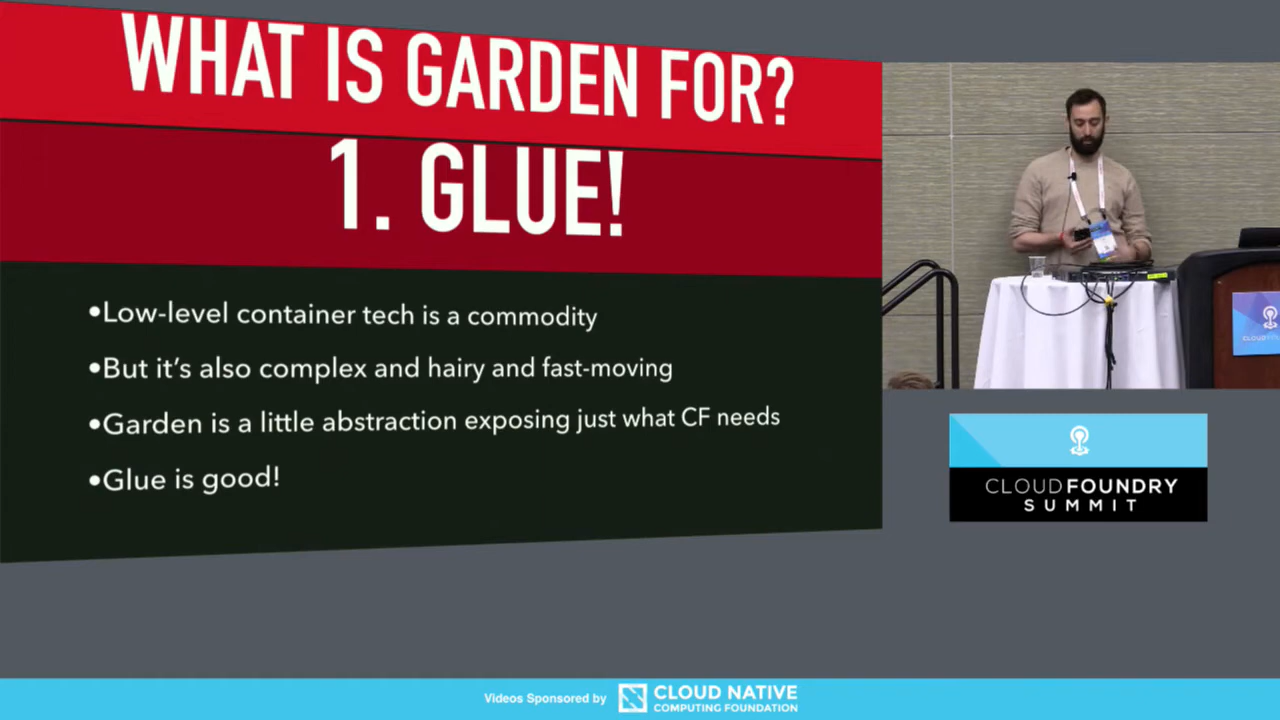 WHAT IS GARDEN FOR?
1. GLUE!
•Low-level container tech is a commodity
•But it's also complex and hairy and fast-moving
•Garden is a little abstraction exposing just what CF needs
•Glue is good!
CLOUDFOUNDRY
SUMMIT
Videos Sponsored by
CLOUD NATIVE
COMPUTING FOUNDATION